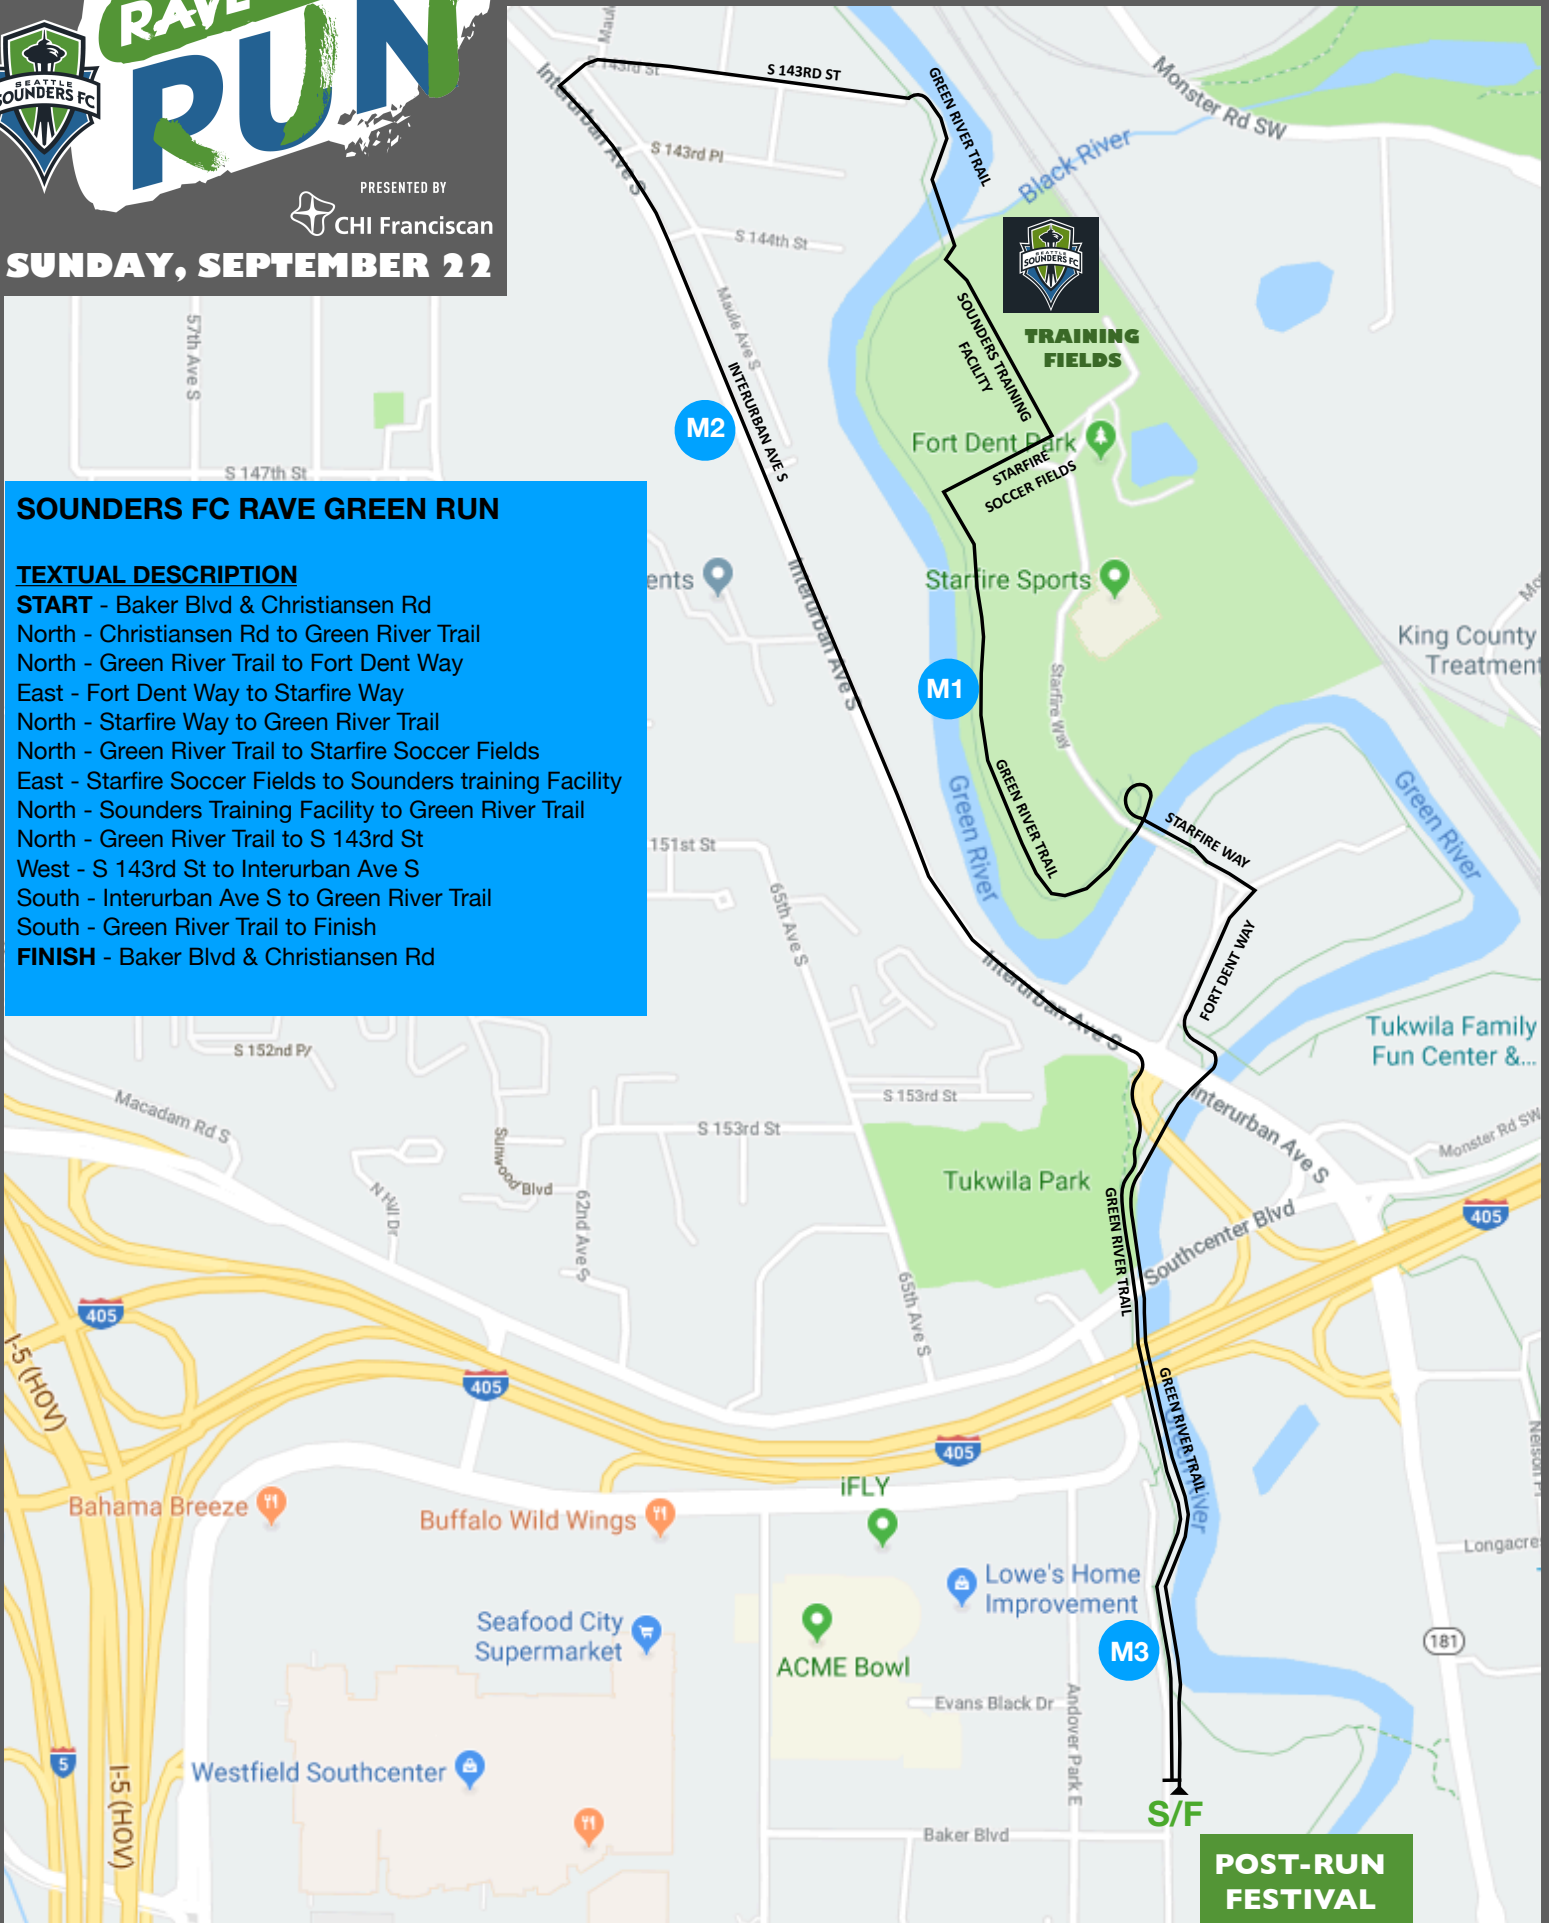 RAVE
RUN
SEATTLE
SOUNDERS FC
PRESENTED BY
CHI Franciscan
SUNDAY, SEPTEMBER 22
SOUNDERS FC RAVE GREEN RUN
TEXTUAL DESCRIPTION
START - Baker Blvd & Christiansen Rd
North - Christiansen Rd to Green River Trail
North - Green River Trail to Fort Dent Way
East - Fort Dent Way to Starfire Way
North - Starfire Way to Green River Trail
North - Green River Trail to Starfire Soccer Fields
East - Starfire Soccer Fields to Sounders training Facility
North - Sounders Training Facility to Green River Trail
North - Green River Trail to S 143rd St
West - S 143rd St to Interurban Ave S
South - Interurban Ave S to Green River Trail
South - Green River Trail to Finish
FINISH - Baker Blvd & Christiansen Rd
S 143rd St
S 143RD ST
GREEN RIVER TRAIL
Monster Rd SW
Interurban Ave S
S 143rd Pl
Black River
S 144th St
SEATTLE
SOUNDERS FC
TRAINING
FIELDS
57th Ave S
Maule Ave S
SOUNDERS TRAINING
FACILITY
INTERURBAN AVE S
M2
Fort Dent Park
STARFIRE
SOCCER FIELDS
S 147th St
ents
Interurban Ave S
Starfire Sports
King County
Treatment
M1
Starfire Way
Green River
GREEN RIVER TRAIL
STARFIRE WAY
Green River
151st St
65th Ave S
FORT DENT WAY
Interurban Ave S
Tukwila Family
Fun Center &...
S 152nd Pl
Macadam Rd S
S 153rd St
S 153rd St
Interurban Ave S
Monster Rd SW
Sunwood Blvd
N Hill Dr
62nd Ave S
Tukwila Park
GREEN RIVER TRAIL
Southcenter Blvd
405
405
65th Ave S
I-5 (HOV)
405
GREEN RIVER TRAIL
Green River
405
iFLY
Bahama Breeze
Buffalo Wild Wings
Nelson Pl
Longacre
Lowe's Home
Improvement
Seafood City
Supermarket
ACME Bowl
M3
181
Evans Black Dr
Andover Park E
5
I-5 (HOV)
Westfield Southcenter
S/F
Baker Blvd
POST-RUN
FESTIVAL